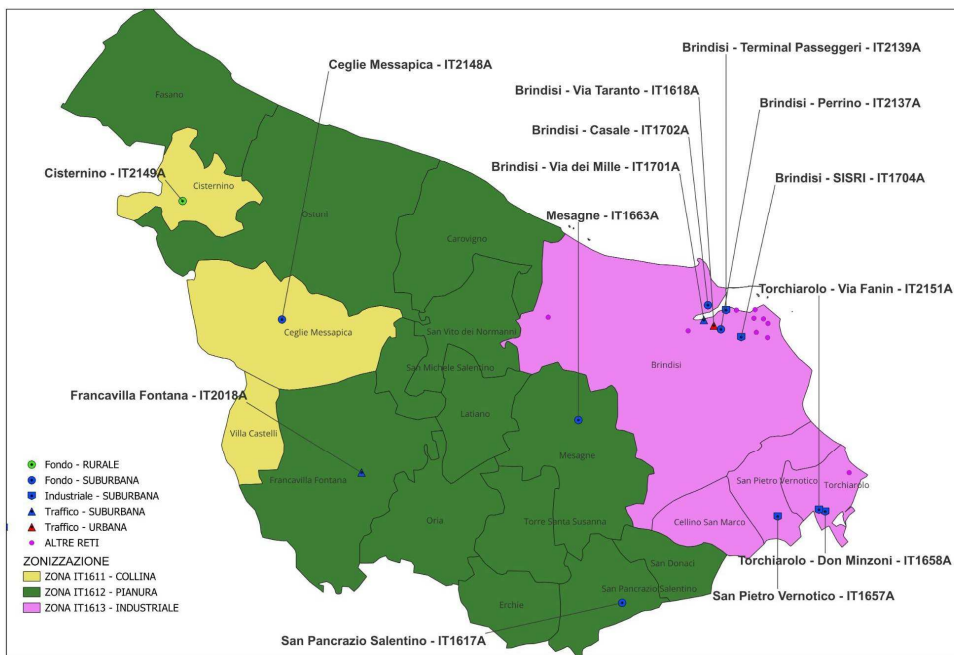 Brindisi - Terminal Passeggeri - IT2139A
Ceglie Messapica - IT2148A
Brindisi - Via Taranto - IT1618A
Brindisi - Perrino - IT2137A
Fasano
Brindisi - Casale - IT1702A
Brindisi - Via dei Mille - IT1701A
Cisternino - IT2149A
Brindisi - SISRI - IT1704A
Cisternino
Mesagne - IT1663A
Ostuni
Carovigno
Torchiarolo - Via Fanin - IT2151A
Ceglie Messapica
San Vito dei Normanni
San Michele Salentino
Brindisi
Francavilla Fontana - IT2018A
Latiano
Villa Castelli
Mesagne
Fondo - RURALE
Fondo - SUBURBANA
Industriale - SUBURBANA
Traffico - SUBURBANA
Traffico - URBANA
ALTRE RETI
Francavilla Fontana
San Pietro Vernotico
Torchiarolo
Oria
Torre Santa Susanna
Cellino San Marco
ZONIZZAZIONE
ZONA IT1611 - COLLINA
ZONA IT1612 - PIANURA
ZONA IT1613 - INDUSTRIALE
San Donaci
Torchiarolo - Don Minzoni - IT1658A
San Pancrazio Salentino
San Pietro Vernotico - IT1657A
Erchie
San Pancrazio Salentino - IT1617A